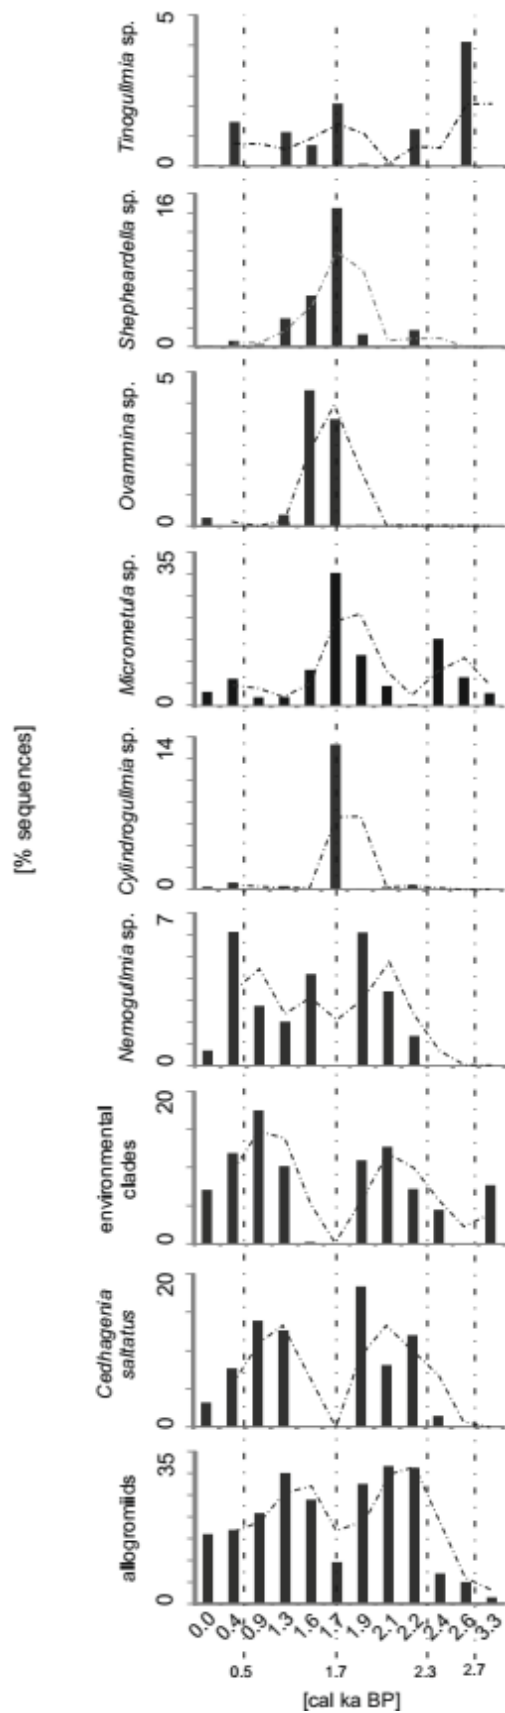 [% sequences]
Tinogullmia sp.
5
0
Shepheardella sp.
16
0
Ovammina sp.
5
0
Micrometula sp.
35
0
Cylindrogullmia sp.
14
0
Nemogullmia sp.
7
0
environmental
clades
20
0
Cedhagenia
saltatus
20
0
allogromiids
35
0
0.0 0.4 0.9 1.3 1.6 1.7 1.9 2.1 2.2 2.4 2.6 3.3
0.5 1.7 2.3 2.7
[cal ka BP]